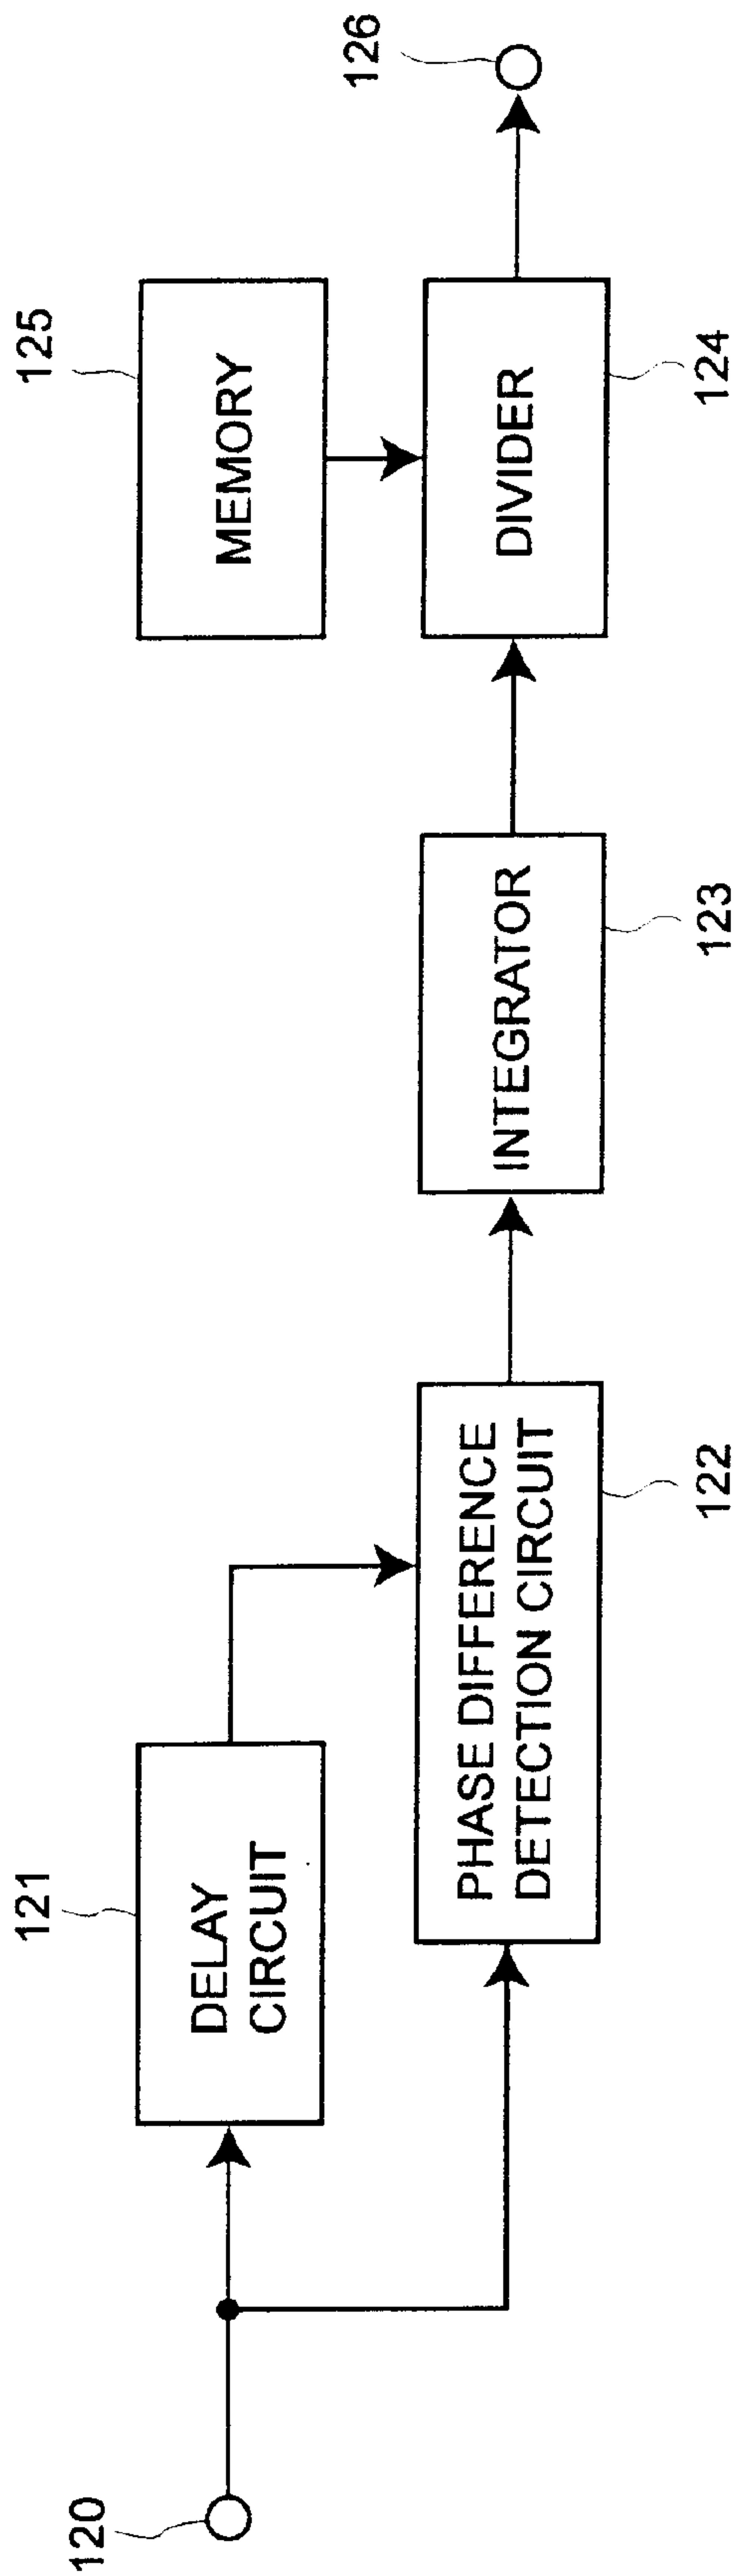 120
121
DELAY
CIRCUIT
PHASE DIFFERENCE
DETECTION CIRCUIT
122
INTEGRATOR
123
125
MEMORY
DIVIDER
124
126